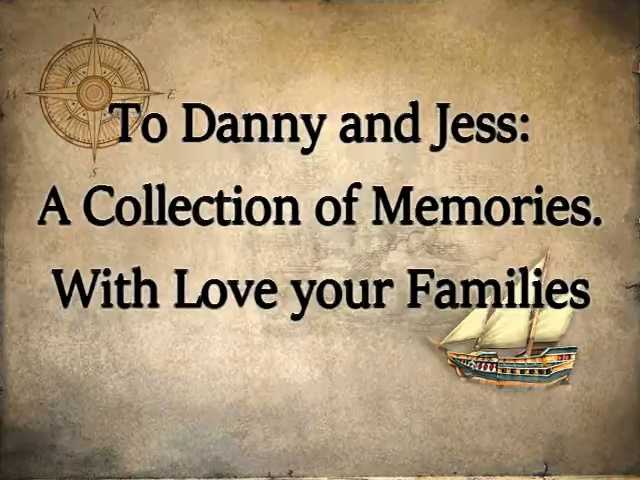 N
W E
S
To Danny and Jess:
A Collection of Memories.
With Love your Families